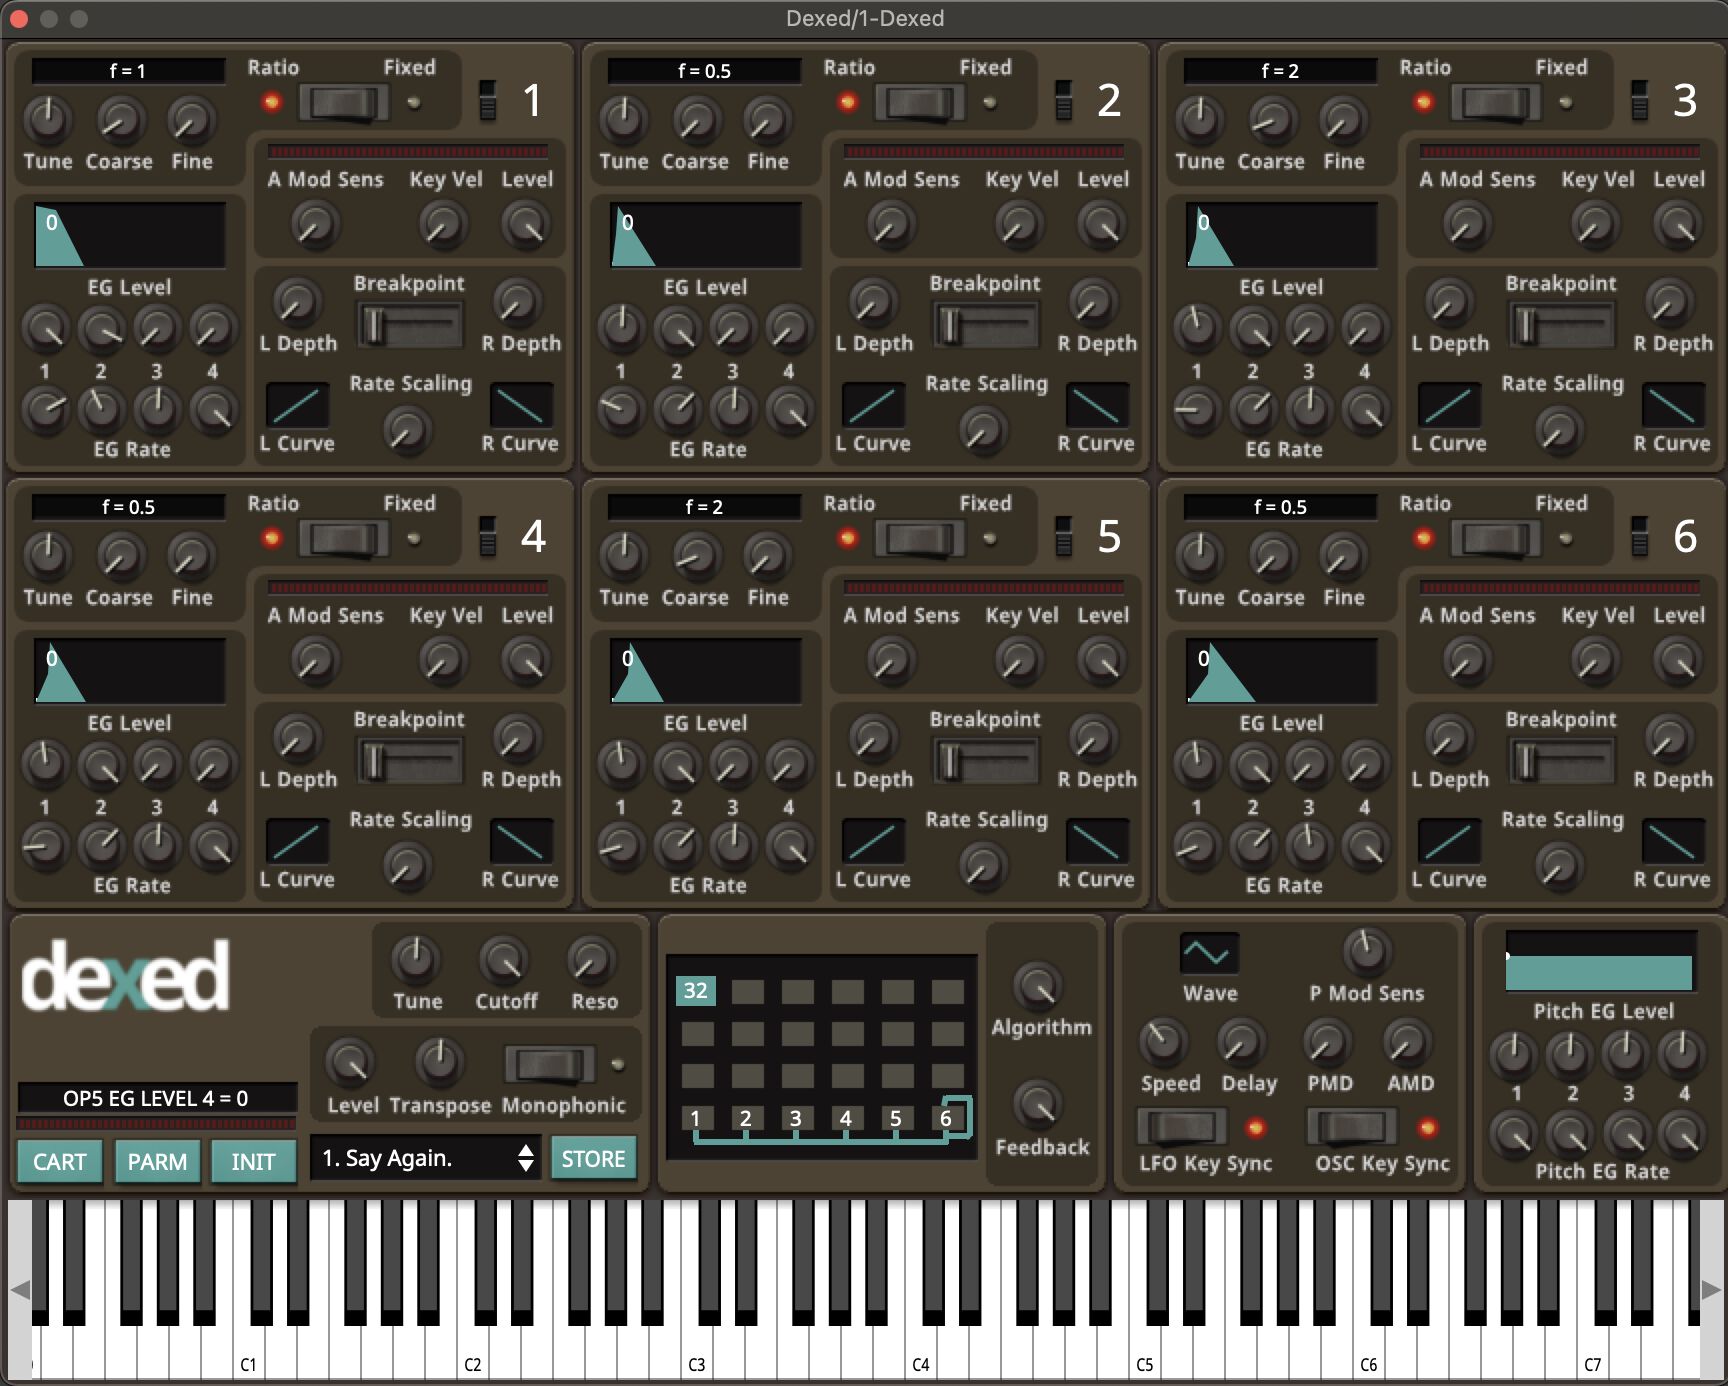 Dexed/1-Dexed
f = 1
Ratio Fixed
1
Tune Coarse Fine
A Mod Sens Key Vel Level
0
EG Level
Breakpoint
L Depth R Depth
1 2 3 4
Rate Scaling
L Curve R Curve
EG Rate
f = 0.5
Ratio Fixed
2
Tune Coarse Fine
A Mod Sens Key Vel Level
0
EG Level
Breakpoint
L Depth R Depth
1 2 3 4
Rate Scaling
L Curve R Curve
EG Rate
f = 2
Ratio Fixed
3
Tune Coarse Fine
A Mod Sens Key Vel Level
0
EG Level
Breakpoint
L Depth R Depth
1 2 3 4
Rate Scaling
L Curve R Curve
EG Rate
f = 0.5
Ratio Fixed
4
Tune Coarse Fine
A Mod Sens Key Vel Level
0
EG Level
Breakpoint
L Depth R Depth
1 2 3 4
Rate Scaling
L Curve R Curve
EG Rate
f = 2
Ratio Fixed
5
Tune Coarse Fine
A Mod Sens Key Vel Level
0
EG Level
Breakpoint
L Depth R Depth
1 2 3 4
Rate Scaling
L Curve R Curve
EG Rate
f = 0.5
Ratio Fixed
6
Tune Coarse Fine
A Mod Sens Key Vel Level
0
EG Level
Breakpoint
L Depth R Depth
1 2 3 4
Rate Scaling
L Curve R Curve
EG Rate
dexed
Tune Cutoff Reso
Level Transpose Monophonic
OP5 EG LEVEL 4 = 0
CART PARM INIT 1. Say Again. STORE
32
1 2 3 4 5 6
Algorithm
Feedback
Wave P Mod Sens
Speed Delay PMD AMD
LFO Key Sync OSC Key Sync
Pitch EG Level
1 2 3 4
Pitch EG Rate
C1 C2 C3 C4 C5 C6 C7